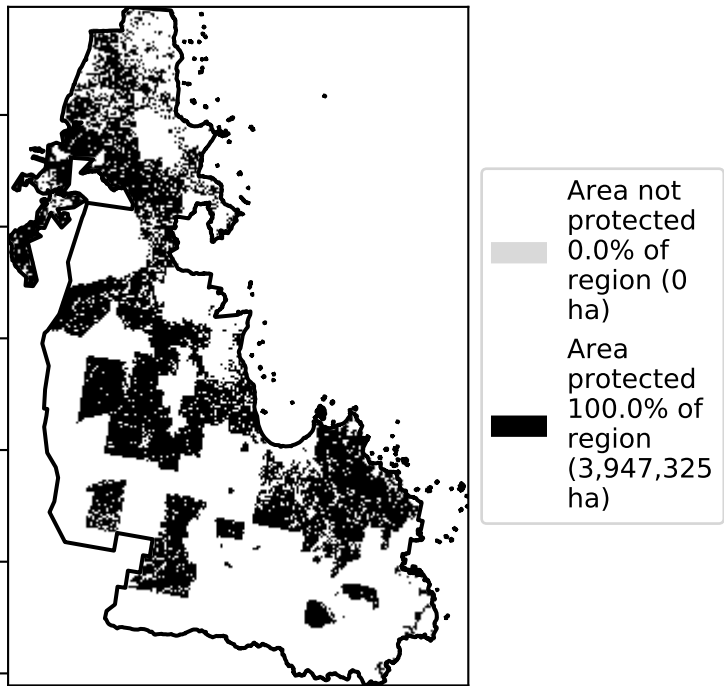 Area not
protected
0.0% of
region (0
ha)
Area
protected
100.0% of
region
(3,947,325
ha)